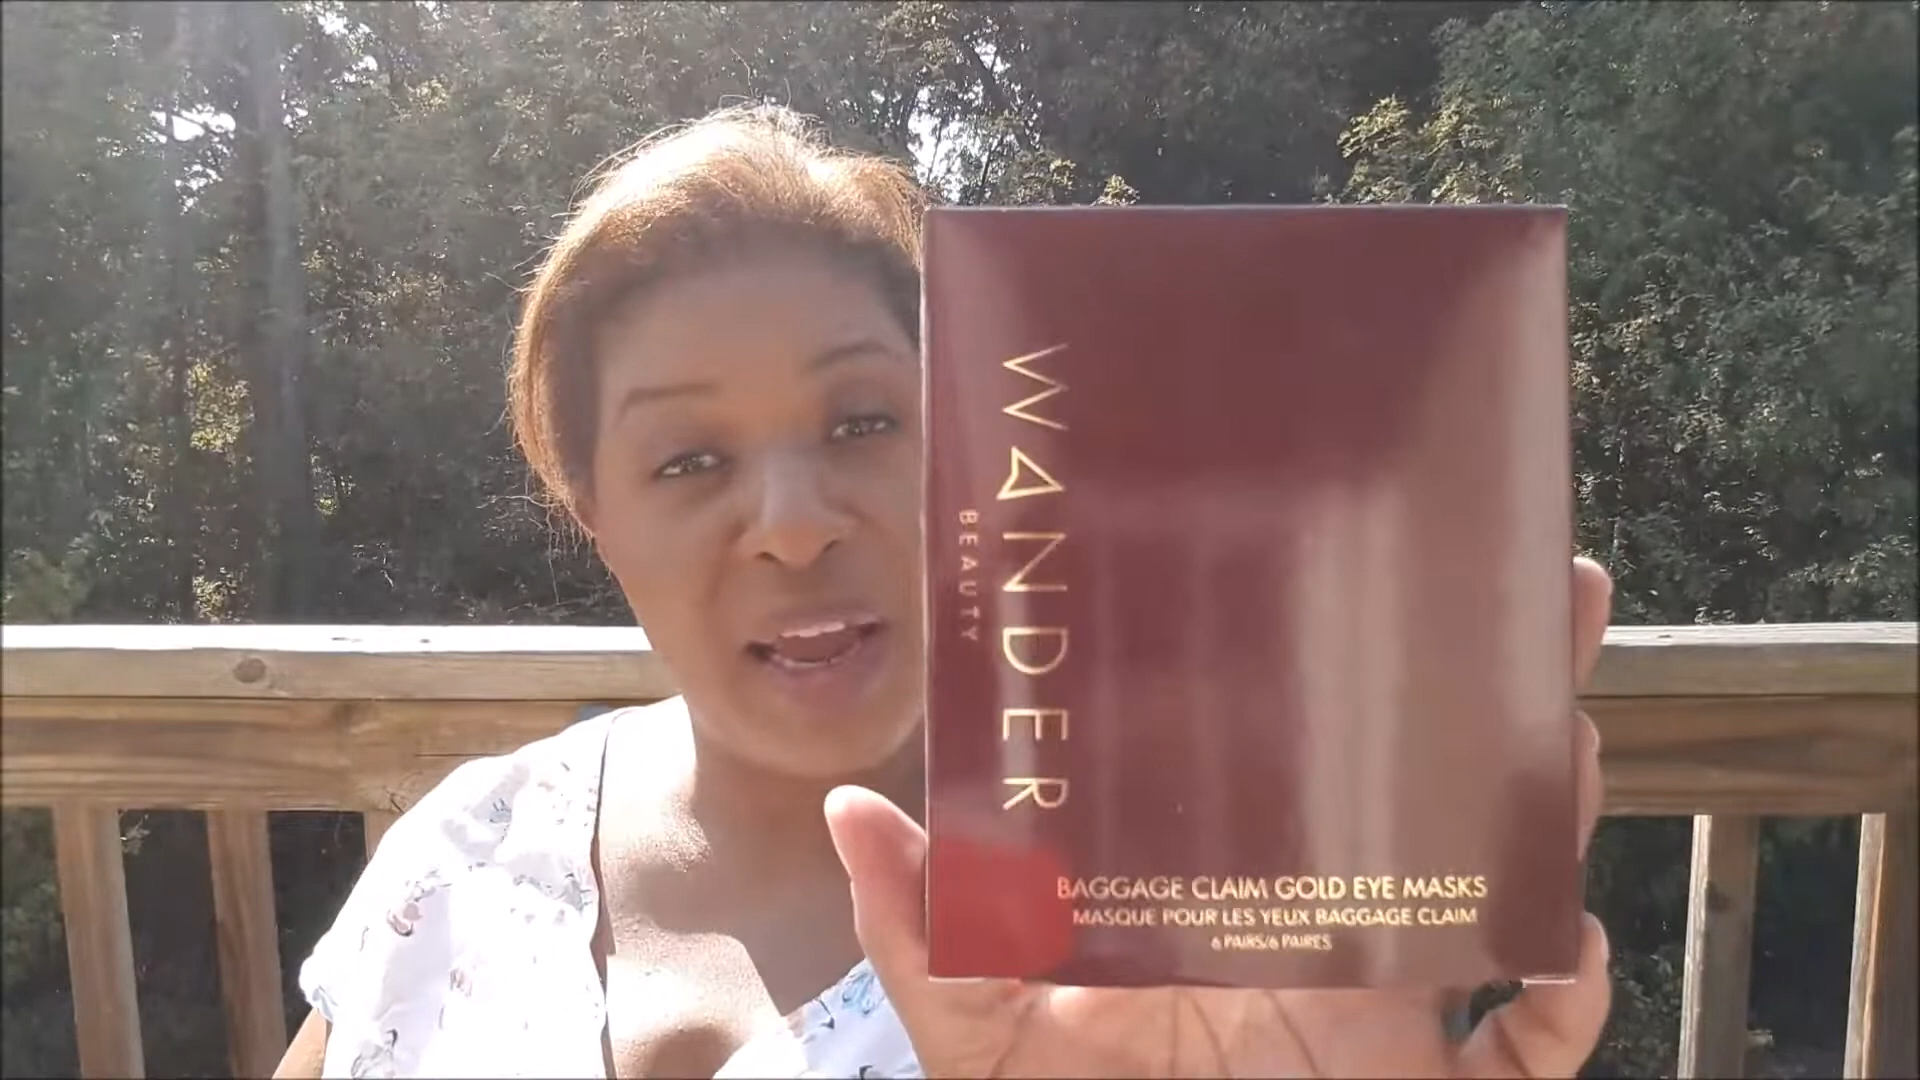 WANDER
BEAUTY
BAGGAGE CLAIM GOLD EYE MASKS
MASQUE POUR LES YEUX BAGGAGE CLAIM
6 PAIRS/6 PAIRES